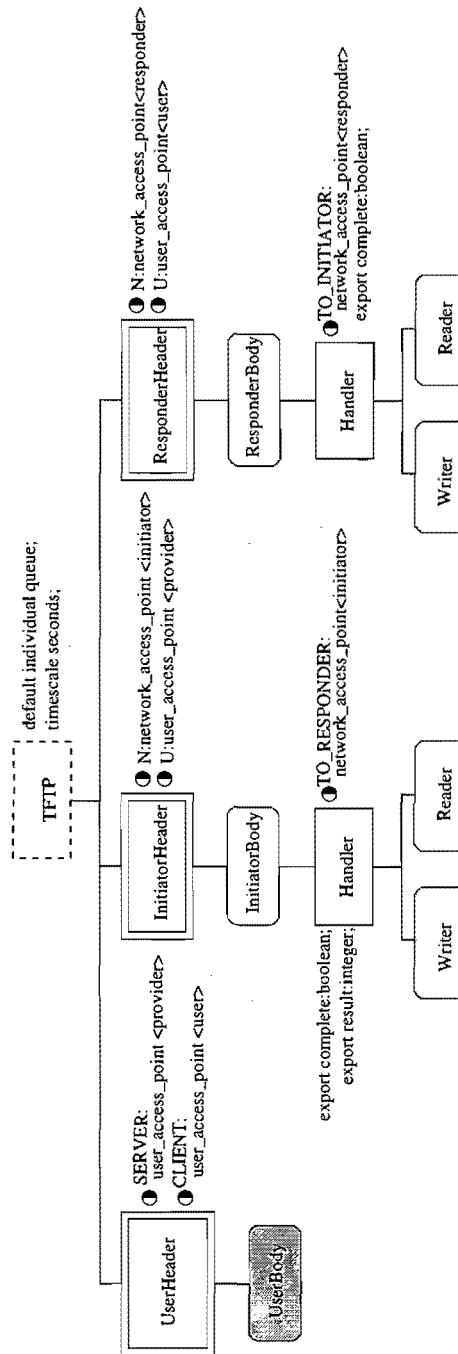 TFTP
default individual queue;
timescale seconds;
UserHeader
SERVER:
user_access_point <provider>
CLIENT:
user_access_point <user>
UserBody
InitiatorHeader
N:network_access_point <initiator>
U:user_access_point <provider>
InitiatorBody
export complete:boolean;
export result:integer;
Handler
TO_RESPONDER:
network_access_point<initiator>
Writer
Reader
ResponderHeader
N:network_access_point<responder>
U:user_access_point<user>
ResponderBody
Handler
TO_INITIATOR:
network_access_point<responder>
export complete:boolean;
Writer
Reader